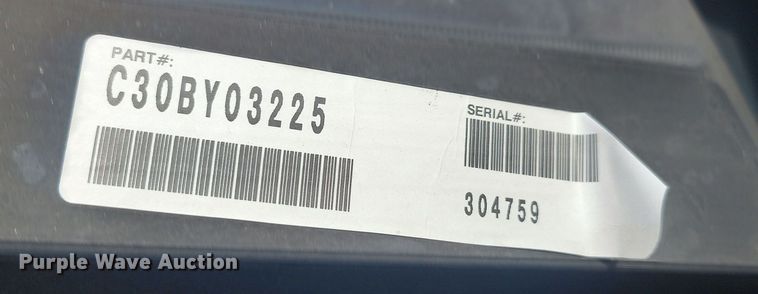 PART#:
C30BY03225
SERIAL#:
304759
Purple Wave Auction